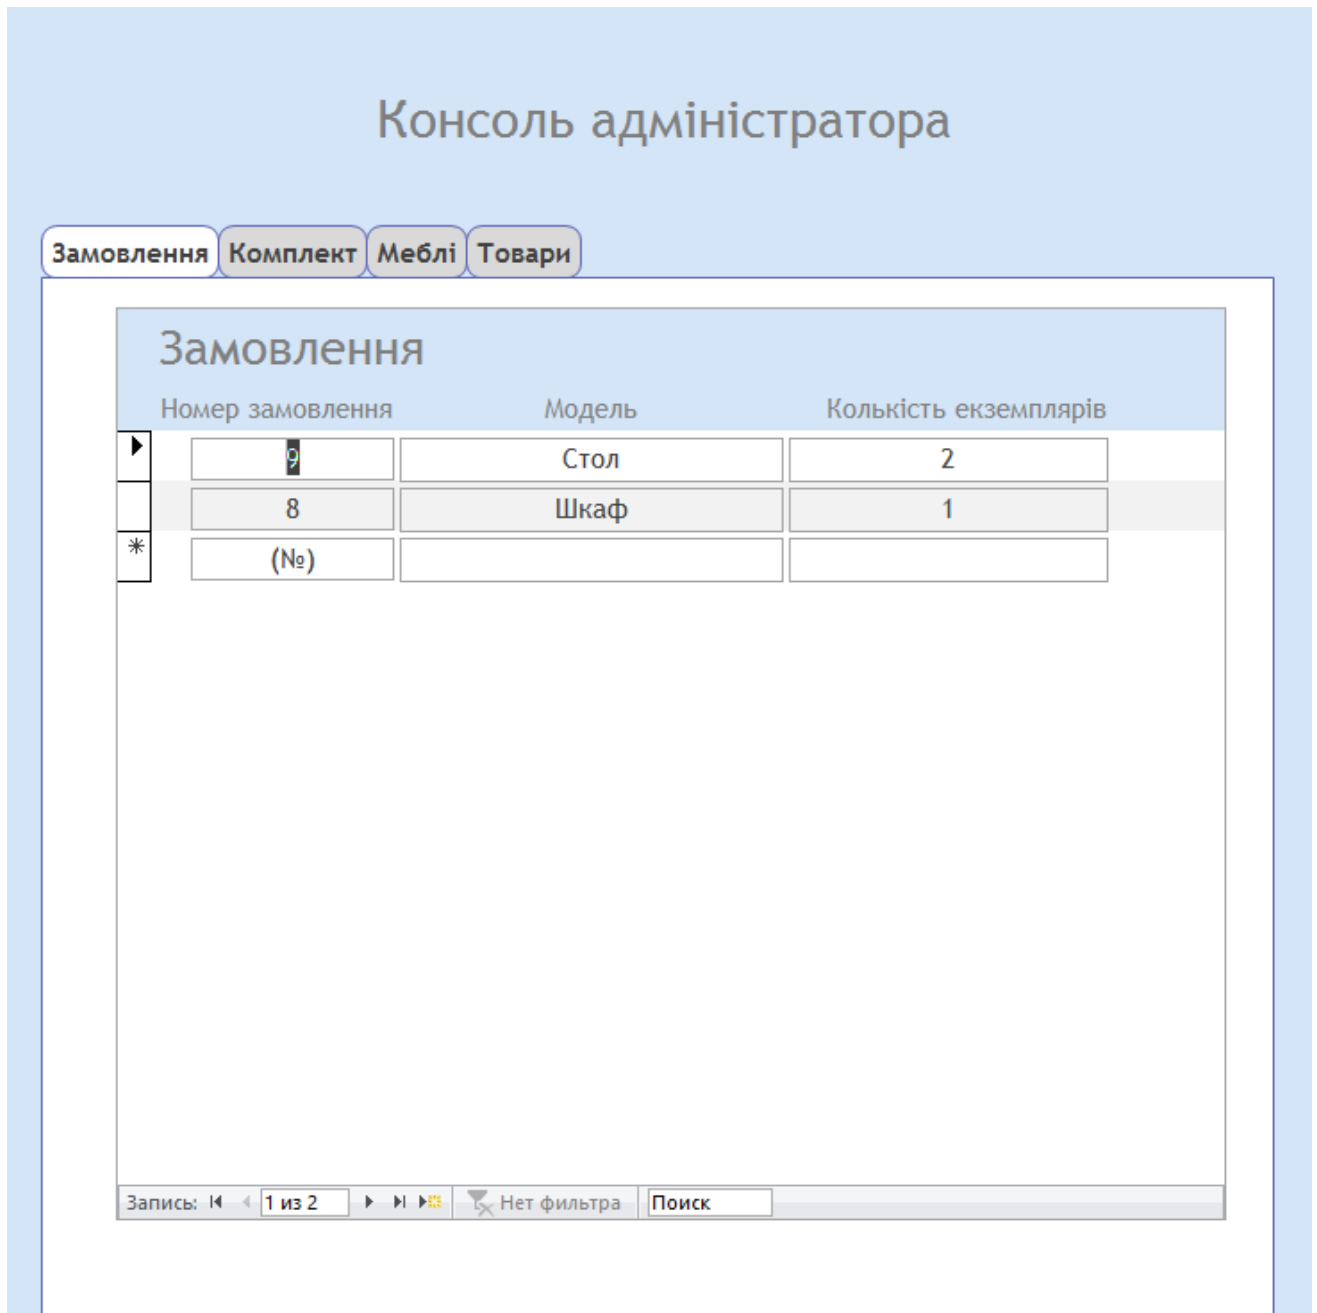 Консоль адміністратора
Замовлення Комплект Меблі Товари
Замовлення
Номер замовлення Модель Колькість екземплярів
9 Стол 2
8 Шкаф 1
(№)
Запись: 1 из 2 Нет фильтра Поиск